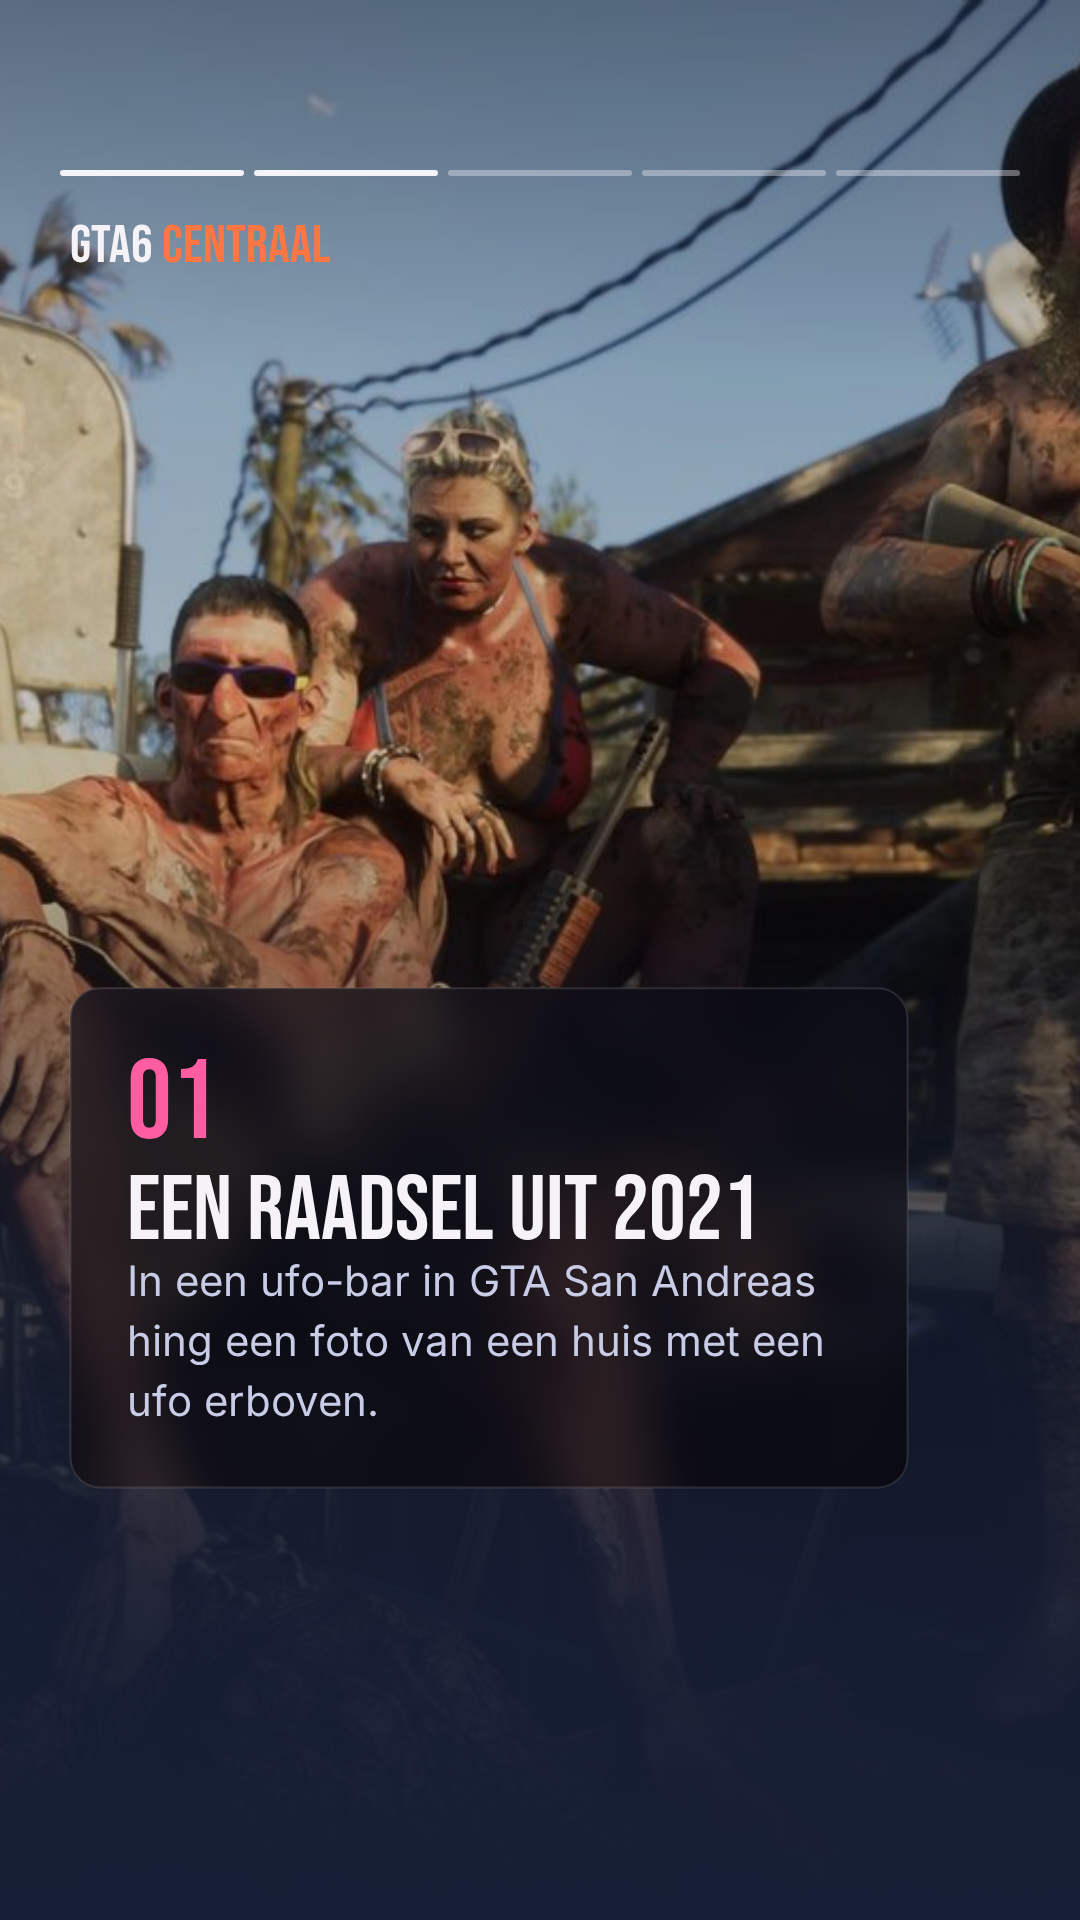 GTA6 CENTRAAL
01
EEN RAADSEL UIT 2021
In een ufo-bar in GTA San Andreas
hing een foto van een huis met een
ufo erboven.